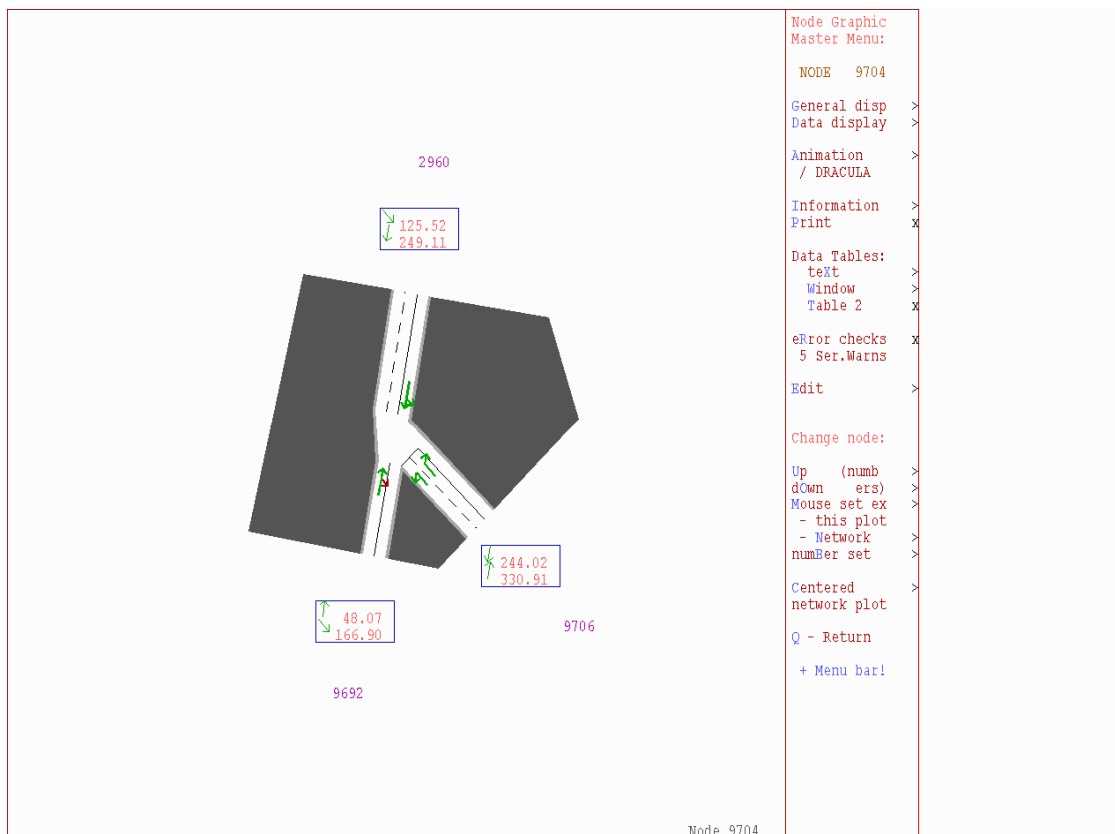 2960
125.52
249.11
244.02
330.91
48.07
166.90
9706
9692
Node 9704
Node Graphic
Master Menu:
NODE 9704
General disp >
Data display >
Animation >
/ DRACULA
Information >
Print x
Data Tables:
teXt >
Window >
Table 2 x
eRror checks x
5 Ser.Warns
Edit >
Change node:
Up (numb >
dOwn ers) >
Mouse set ex >
- this plot
- Network >
numBer set >
Centered >
network plot
Q - Return
+ Menu bar!